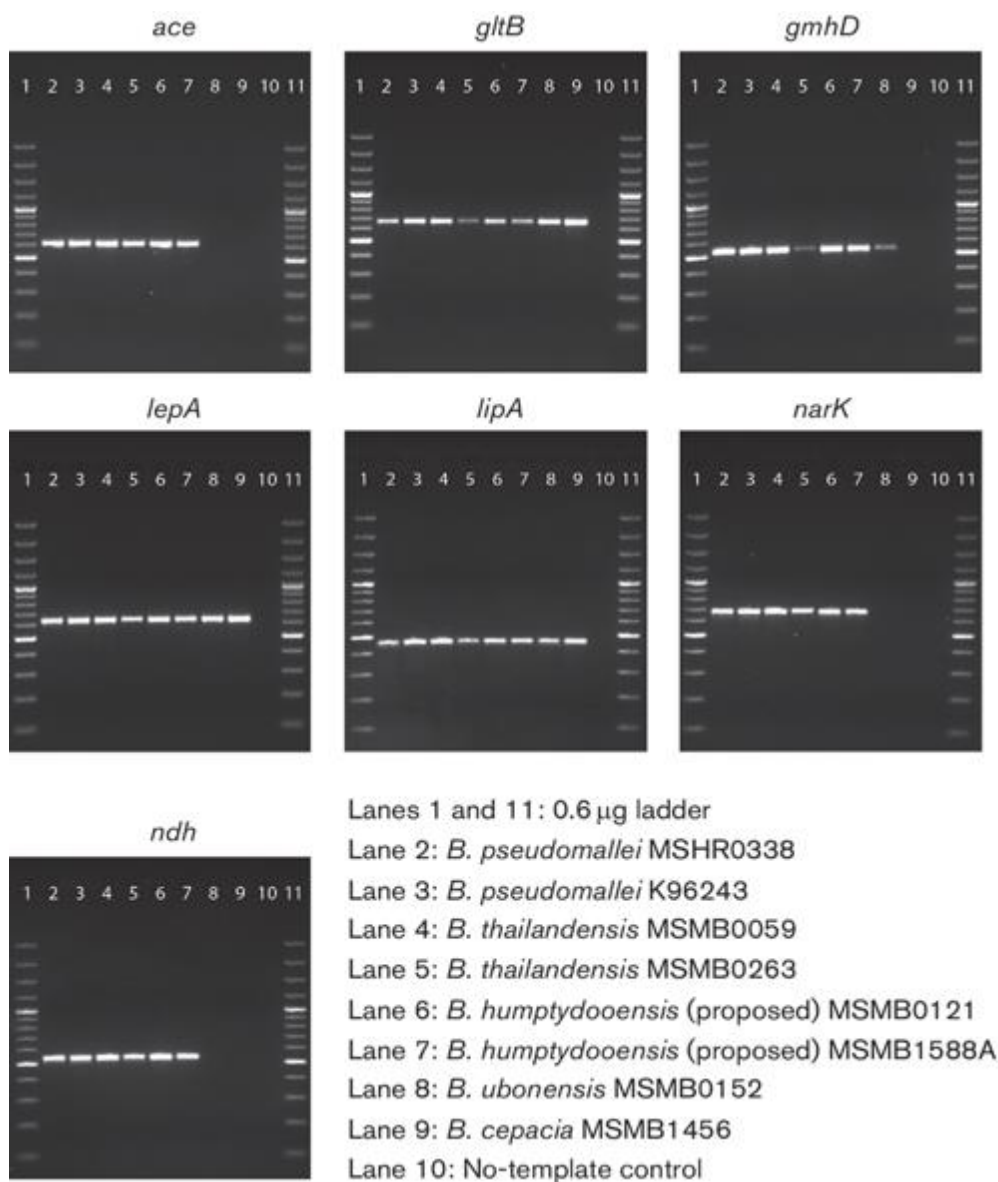 ace gltB gmhD
1 2 3 4 5 6 7 8 9 10 11
1 2 3 4 5 6 7 8 9 10 11
1 2 3 4 5 6 7 8 9 10 11
lepA lipA narK
1 2 3 4 5 6 7 8 9 10 11
1 2 3 4 5 6 7 8 9 10 11
1 2 3 4 5 6 7 8 9 10 11
ndh
1 2 3 4 5 6 7 8 9 10 11
Lanes 1 and 11: 0.6 μg ladder
Lane 2: B. pseudomallei MSHR0338
Lane 3: B. pseudomallei K96243
Lane 4: B. thailandensis MSMB0059
Lane 5: B. thailandensis MSMB0263
Lane 6: B. humptydooensis (proposed) MSMB0121
Lane 7: B. humptydooensis (proposed) MSMB1588A
Lane 8: B. ubonensis MSMB0152
Lane 9: B. cepacia MSMB1456
Lane 10: No-template control